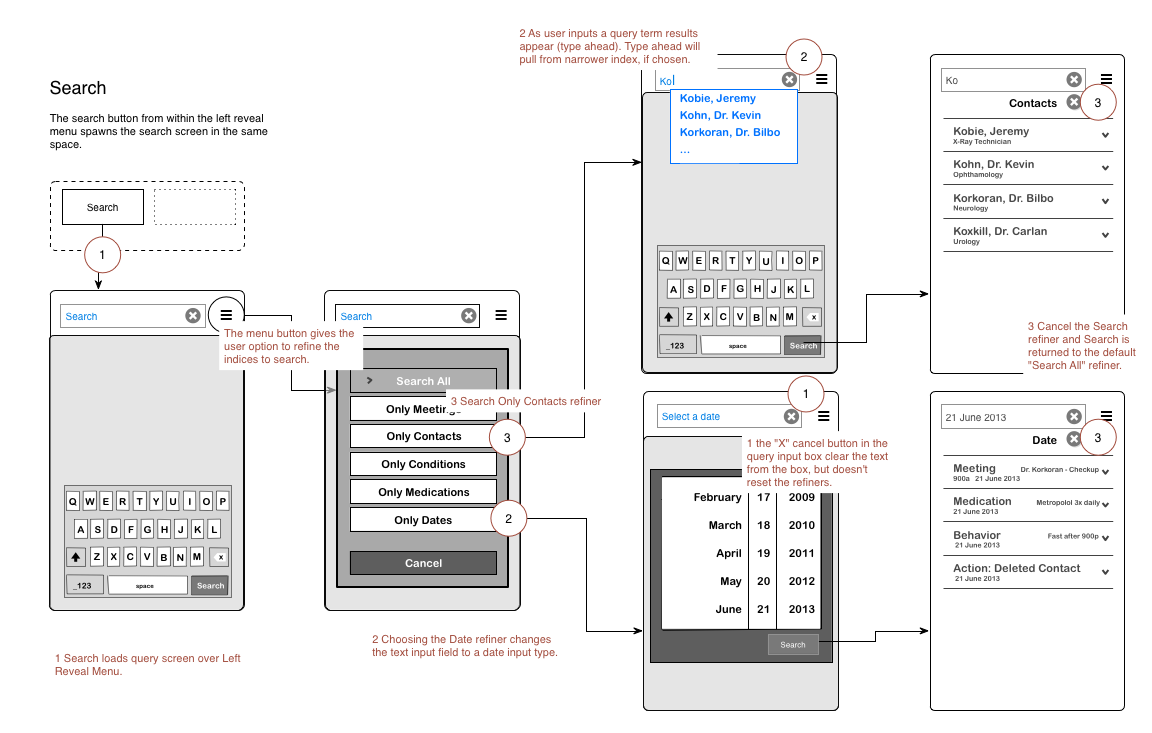 Search
The search button from within the left reveal
menu spawns the search screen in the same
space.
Search
1
Search
The menu button gives the
user option to refine the
indices to search.
Q W E R T Y U I O P
A S D F G H J K L
Z X C V B N M x
_123 space Search
1 Search loads query screen over Left
Reveal Menu.
Search
Search All
Only Meetings
3 Search Only Contacts refiner
Only Contacts
3
Only Conditions
Only Medications
Only Dates
2
Cancel
2 Choosing the Date refiner changes
the text input field to a date input type.
2 As user inputs a query term results
appear (type ahead). Type ahead will
pull from narrower index, if chosen.
2
Ko
Kobie, Jeremy
Kohn, Dr. Kevin
Korkoran, Dr. Bilbo
...
Q W E R T Y U I O P
A S D F G H J K L
Z X C V B N M x
_123 space Search
Ko
Contacts
3
Kobie, Jeremy
X-Ray Technician
Kohn, Dr. Kevin
Ophthamology
Korkoran, Dr. Bilbo
Neurology
Koxkill, Dr. Carlan
Urology
3 Cancel the Search
refiner and Search is
returned to the default
"Search All" refiner.
1
Select a date
1 the "X" cancel button in the
query input box clear the text
from the box, but doesn't
reset the refiners.
February 17 2009
March 18 2010
April 19 2011
May 20 2012
June 21 2013
Search
21 June 2013
Date
3
Meeting Dr. Korkoran - Checkup
900a 21 June 2013
Medication Metropolol 3x daily
21 June 2013
Behavior Fast after 900p
21 June 2013
Action: Deleted Contact
21 June 2013